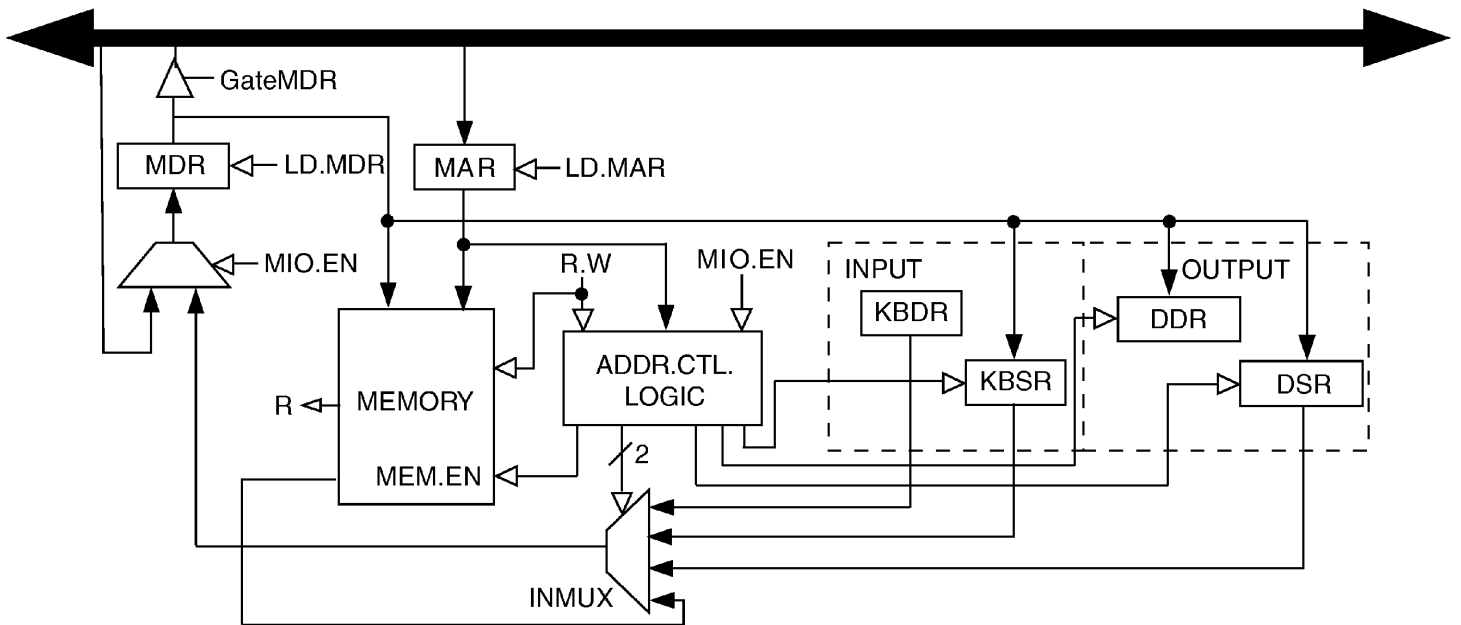 GateMDR
MDR
LD.MDR
MAR
LD.MAR
MIO.EN
R.W
MIO.EN
INPUT
OUTPUT
KBDR
DDR
ADDR.CTL.
LOGIC
KBSR
DSR
R
MEMORY
2
MEM.EN
INMUX